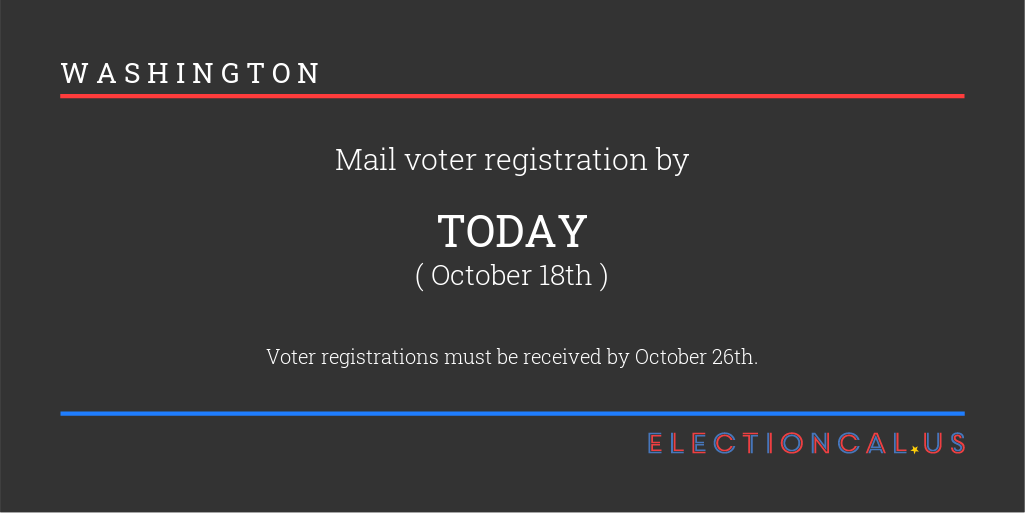 WASHINGTON
Mail voter registration by
TODAY
( October 18th )
Voter registrations must be received by October 26th.
ELECTIONCAL.US